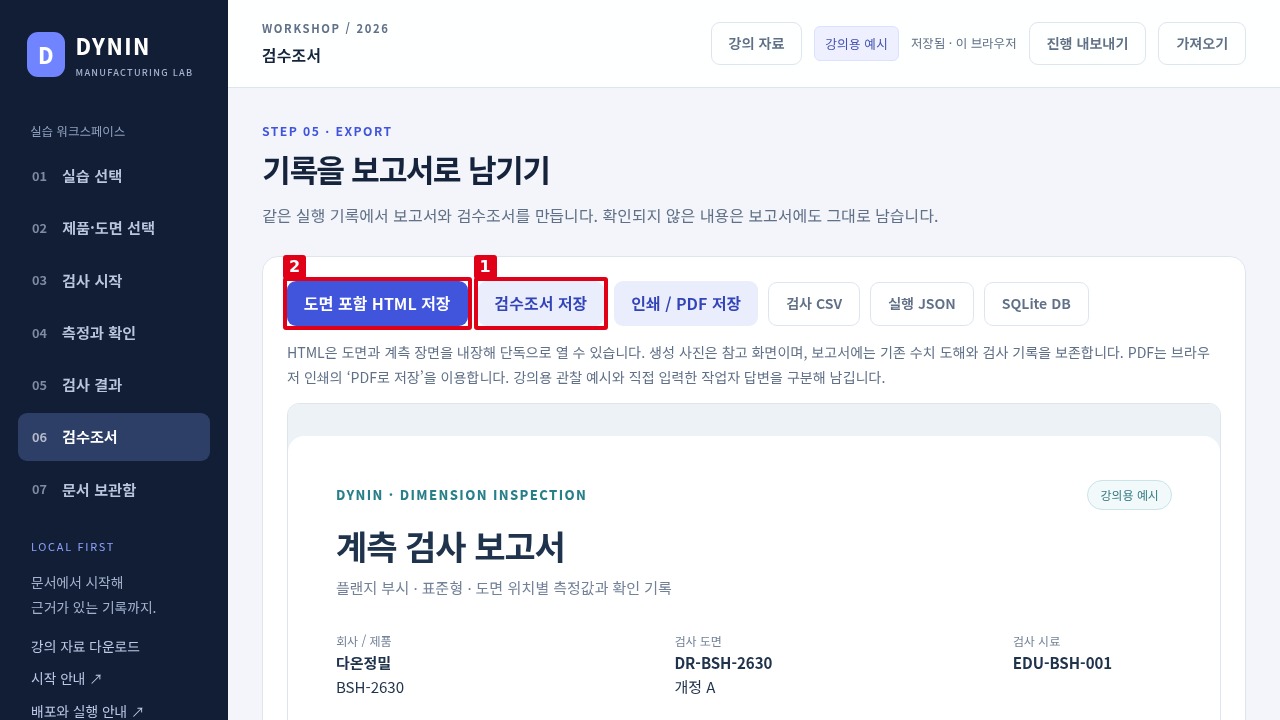 D DYNIN
MANUFACTURING LAB
실습 워크스페이스
01 실습 선택
02 제품·도면 선택
03 검사 시작
04 측정과 확인
05 검사 결과
06 검수조서
07 문서 보관함
LOCAL FIRST
문서에서 시작해
근거가 있는 기록까지.
강의 자료 다운로드
시작 안내 ↗
배포와 실행 안내 ↗
WORKSHOP / 2026
검수조서
강의 자료 강의용 예시 저장됨 · 이 브라우저 진행 내보내기 가져오기
STEP 05 · EXPORT
기록을 보고서로 남기기
같은 실행 기록에서 보고서와 검수조서를 만듭니다. 확인되지 않은 내용은 보고서에도 그대로 남습니다.
2 1
도면 포함 HTML 저장 검수조서 저장 인쇄 / PDF 저장 검사 CSV 실행 JSON SQLite DB
HTML은 도면과 계측 장면을 내장해 단독으로 열 수 있습니다. 생성 사진은 참고 화면이며, 보고서에는 기존 수치 도해와 검사 기록을 보존합니다. PDF는 브라우
저 인쇄의 ‘PDF로 저장’을 이용합니다. 강의용 관찰 예시와 직접 입력한 작업자 답변을 구분해 남깁니다.
DYNIN · DIMENSION INSPECTION 강의용 예시
계측 검사 보고서
플랜지 부시 · 표준형 · 도면 위치별 측정값과 확인 기록
회사 / 제품 검사 도면 검사 시료
다온정밀 DR-BSH-2630 EDU-BSH-001
BSH-2630 개정 A